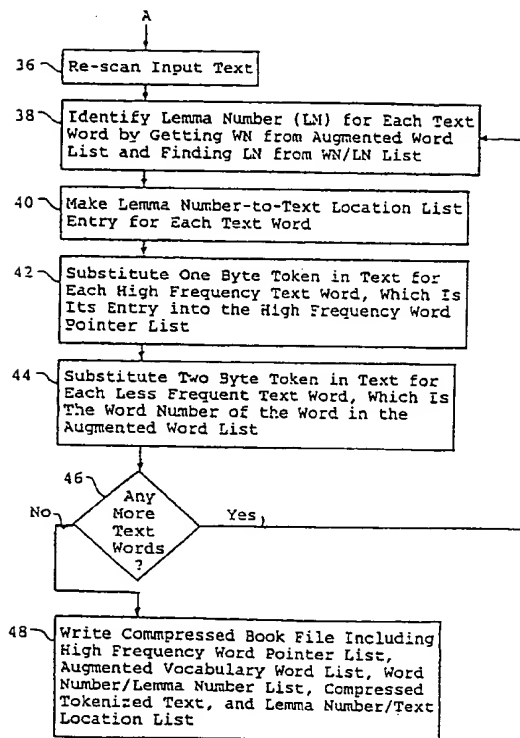 A
36 Re-scan Input Text
38 Identify Lemma Number (LN) for Each Text
Word by Getting WN from Augmented Word
List and Finding LN from WN/LN List
40 Make Lemma Number-to-Text Location List
Entry for Each Text Word
42 Substitute One Byte Token in Text for
Each High Frequency Text Word, Which Is
Its Entry into the High Frequency Word
Pointer List
44 Substitute Two Byte Token in Text for
Each Less Frequent Text Word, Which Is
The Word Number of the Word in the
Augmented Word List
46
Any
More
No Text Yes
Words
?
48 Write Commpressed Book File Including
High Frequency Word Pointer List,
Augmented Vocabulary Word List, Word
Number/Lemma Number List, Compressed
Tokenized Text, and Lemma Number/Text
Location List